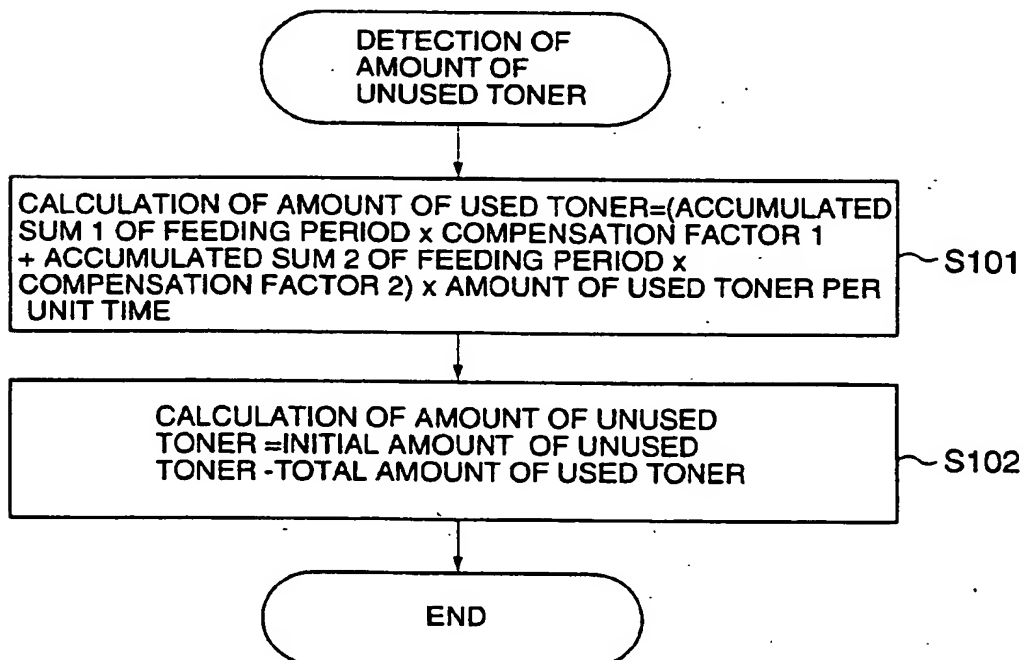 DETECTION OF
AMOUNT OF
UNUSED TONER
CALCULATION OF AMOUNT OF USED TONER=(ACCUMULATED
SUM 1 OF FEEDING PERIOD x COMPENSATION FACTOR 1
+ ACCUMULATED SUM 2 OF FEEDING PERIOD x
COMPENSATION FACTOR 2) x AMOUNT OF USED TONER PER
UNIT TIME
S101
CALCULATION OF AMOUNT OF UNUSED
TONER =INITIAL AMOUNT OF UNUSED
TONER -TOTAL AMOUNT OF USED TONER
S102
END